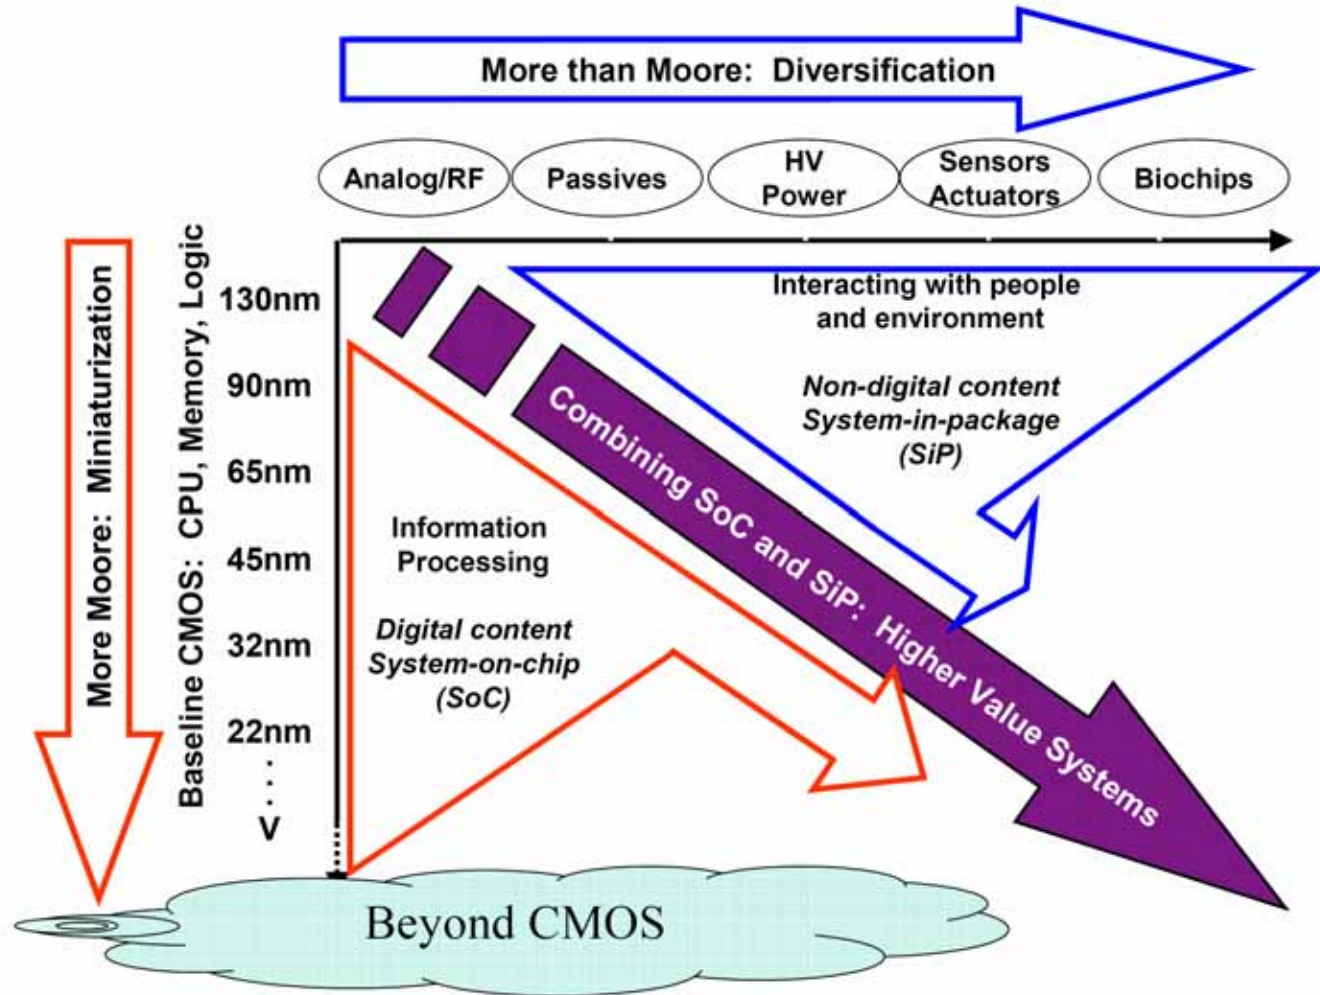 More than Moore: Diversification
Analog/RF
Passives
HV
Power
Sensors
Actuators
Biochips
More Moore: Miniaturization
Baseline CMOS: CPU, Memory, Logic
130nm
90nm
65nm
45nm
32nm
22nm
V
Interacting with people
and environment
Non-digital content
System-in-package
(SiP)
Combining SoC and SiP: Higher Value Systems
Information
Processing
Digital content
System-on-chip
(SoC)
Beyond CMOS